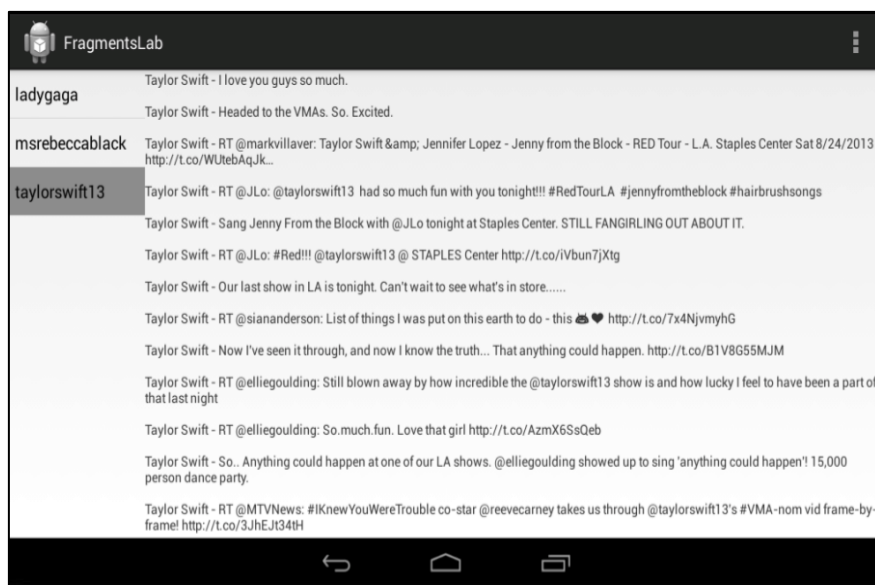 FragmentsLab
ladygaga
msrebeccablack
taylorswift13
Taylor Swift - I love you guys so much.
Taylor Swift - Headed to the VMAs. So. Excited.
Taylor Swift - RT @markvillaver: Taylor Swift &amp; Jennifer Lopez - Jenny from the Block - RED Tour - L.A. Staples Center Sat 8/24/2013
http://t.co/WUtebAqJk…
Taylor Swift - RT @JLo: @taylorswift13 had so much fun with you tonight!!! #RedTourLA #jennyfromtheblock #hairbrushsongs
Taylor Swift - Sang Jenny From the Block with @JLo tonight at Staples Center. STILL FANGIRLING OUT ABOUT IT.
Taylor Swift - RT @JLo: #Red!!! @taylorswift13 @ STAPLES Center http://t.co/iVbun7jXtg
Taylor Swift - Our last show in LA is tonight. Can't wait to see what's in store......
Taylor Swift - RT @siananderson: List of things I was put on this earth to do - this 🐱❤ http://t.co/7x4NjvmyhG
Taylor Swift - Now I've seen it through, and now I know the truth... That anything could happen. http://t.co/B1V8G55MJM
Taylor Swift - RT @elliegoulding: Still blown away by how incredible the @taylorswift13 show is and how lucky I feel to have been a part of
that last night
Taylor Swift - RT @elliegoulding: So.much.fun. Love that girl http://t.co/AzmX6SsQeb
Taylor Swift - So.. Anything could happen at one of our LA shows. @elliegoulding showed up to sing 'anything could happen'! 15,000
person dance party.
Taylor Swift - RT @MTVNews: #IKnewYouWereTrouble co-star @reevecarney takes us through @taylorswift13's #VMA-nom vid frame-by-
frame! http://t.co/3JhEJt34tH